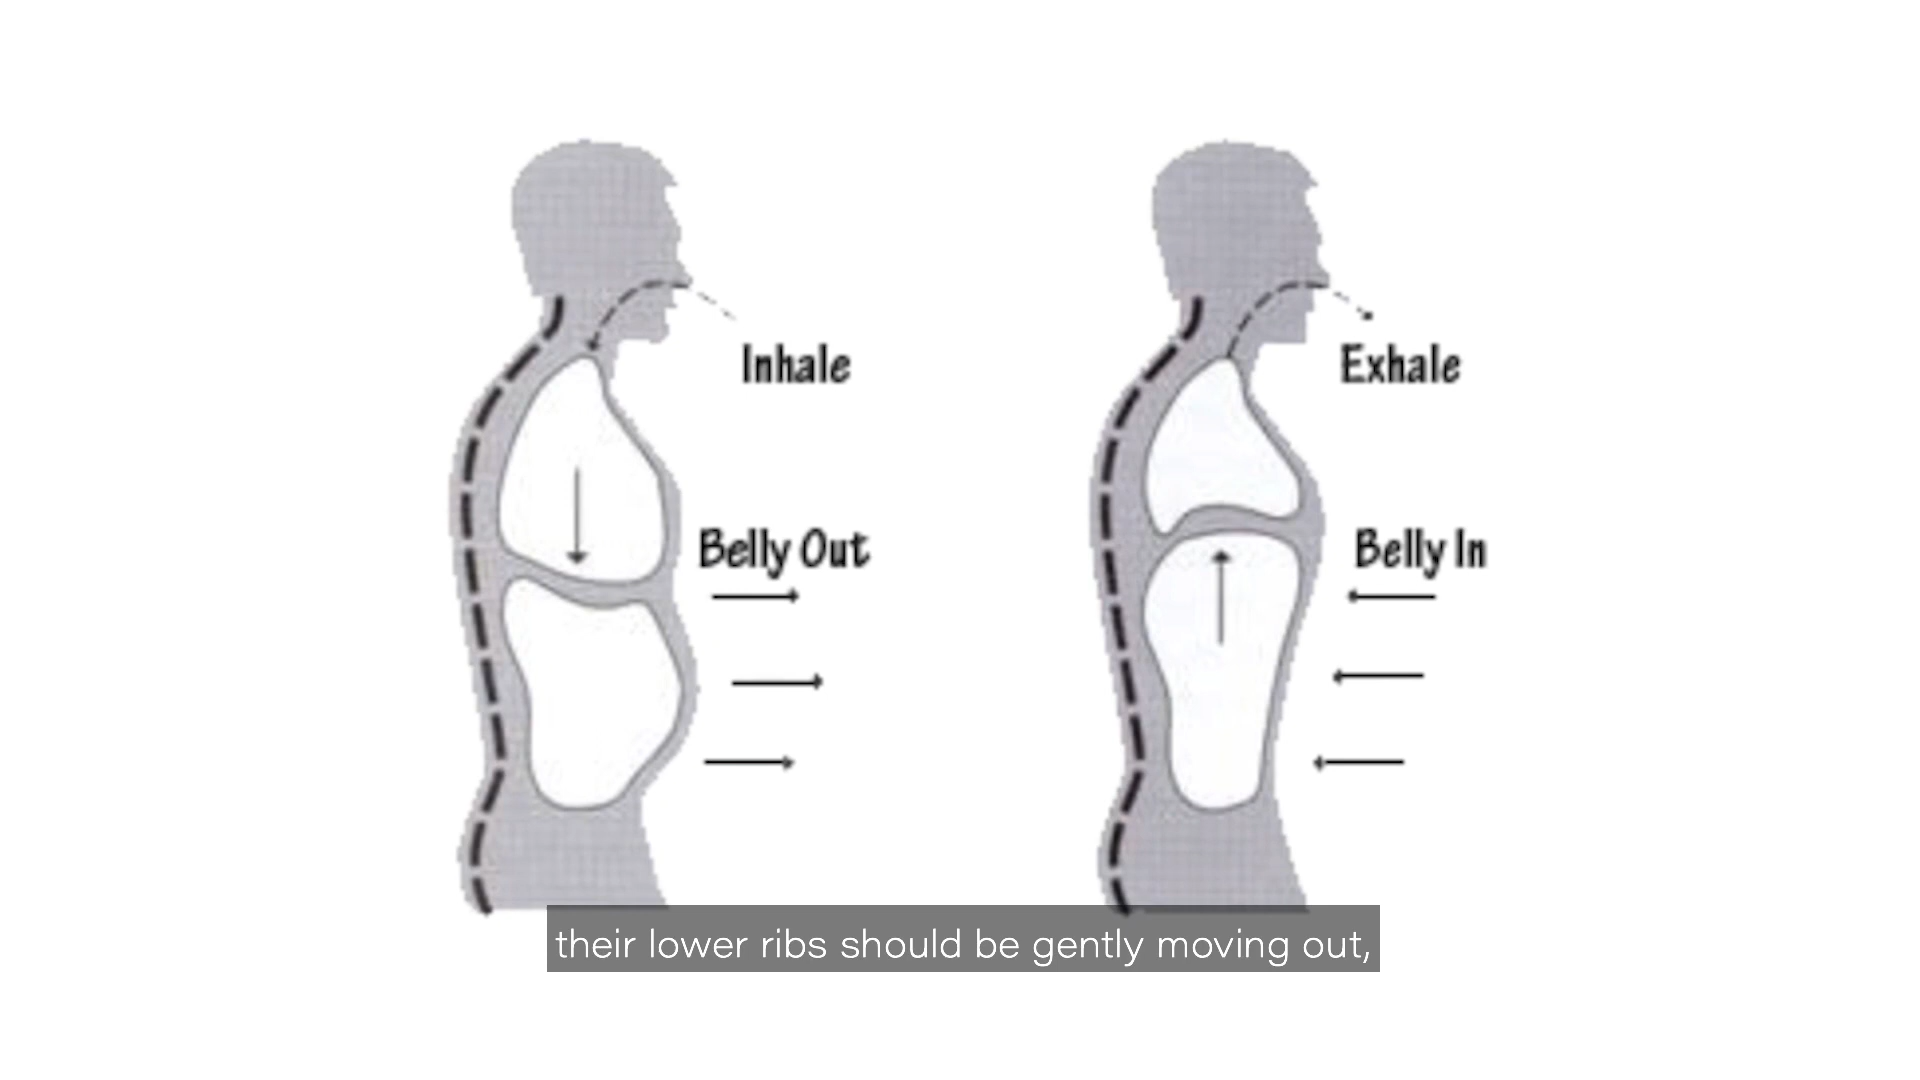 Inhale
Exhale
Belly Out
Belly In
their lower ribs should be gently moving out,